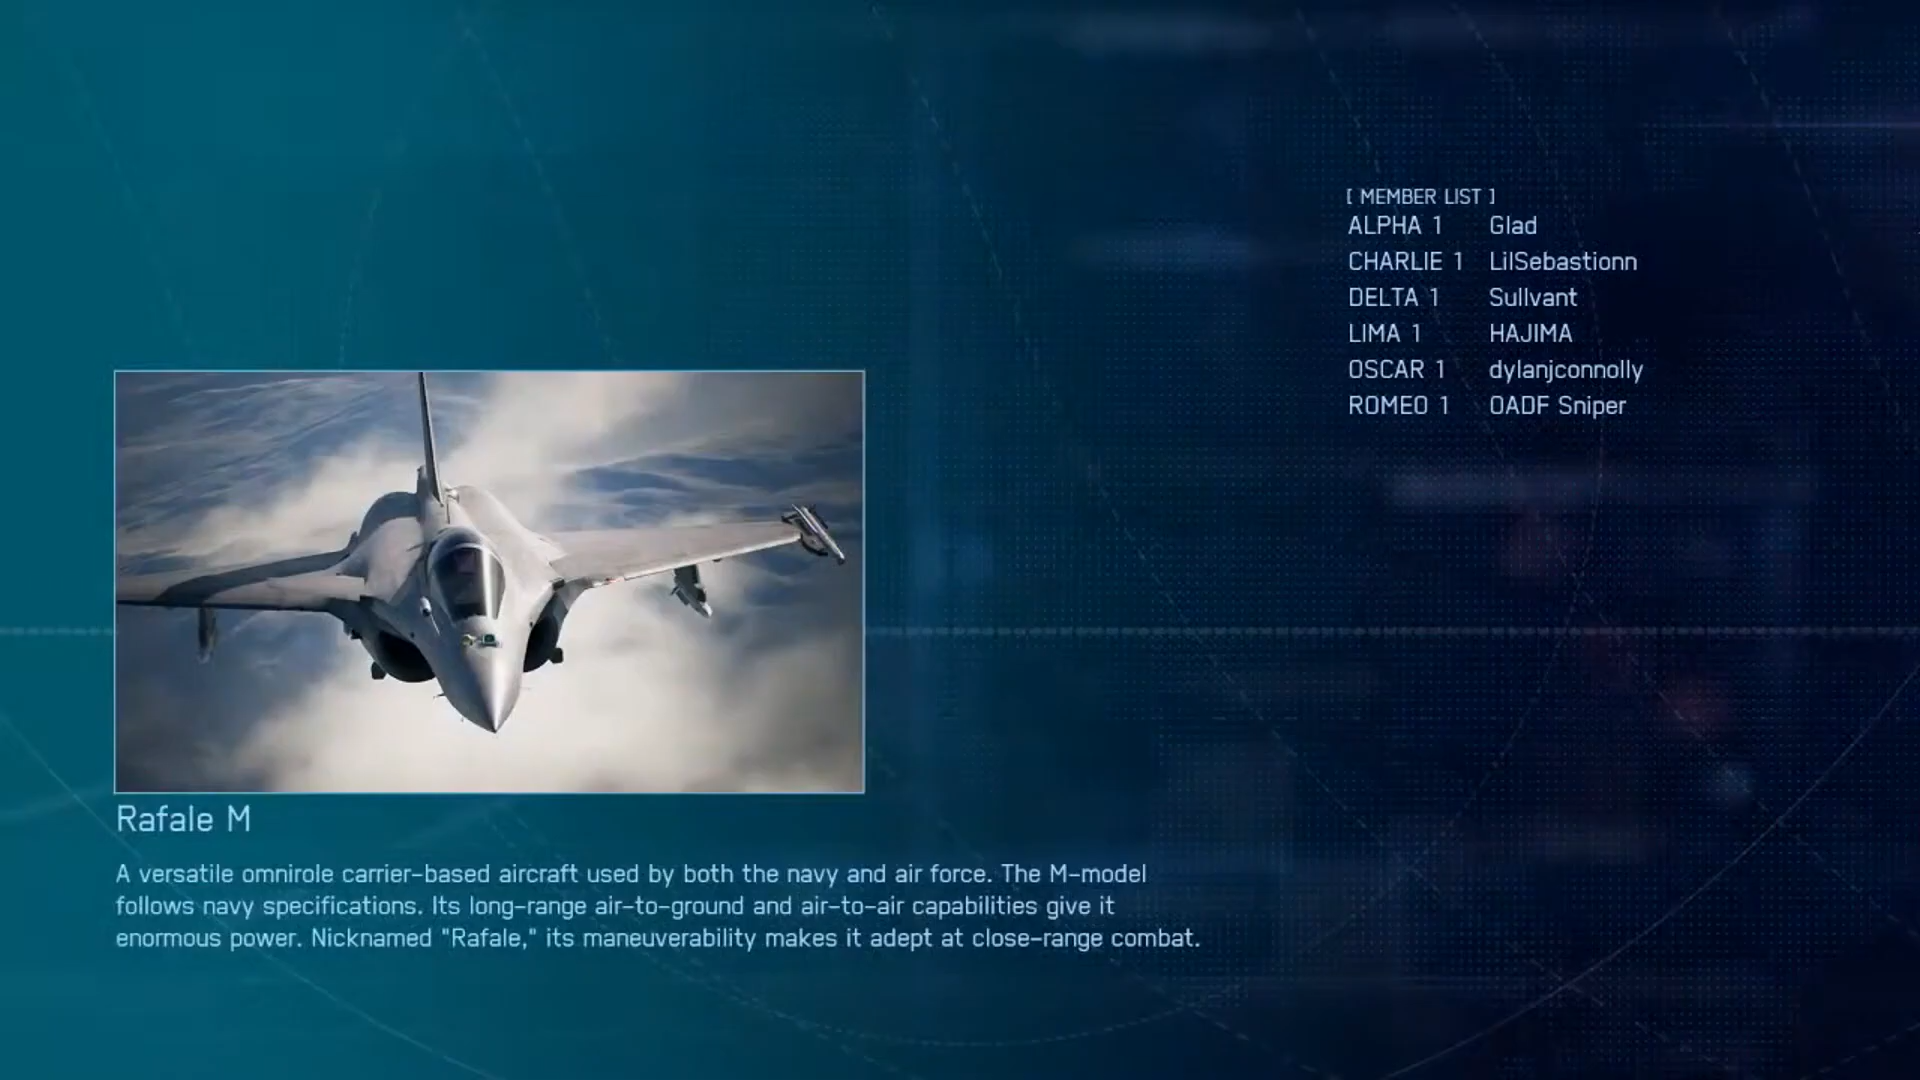 [ MEMBER LIST ]
ALPHA 1 Glad
CHARLIE 1 LilSebastionn
DELTA 1 Sullvant
LIMA 1 HAJIMA
OSCAR 1 dylanjconnolly
ROMEO 1 OADF Sniper
Rafale M
A versatile omnirole carrier-based aircraft used by both the navy and air force. The M-model
follows navy specifications. Its long-range air-to-ground and air-to-air capabilities give it
enormous power. Nicknamed "Rafale," its maneuverability makes it adept at close-range combat.